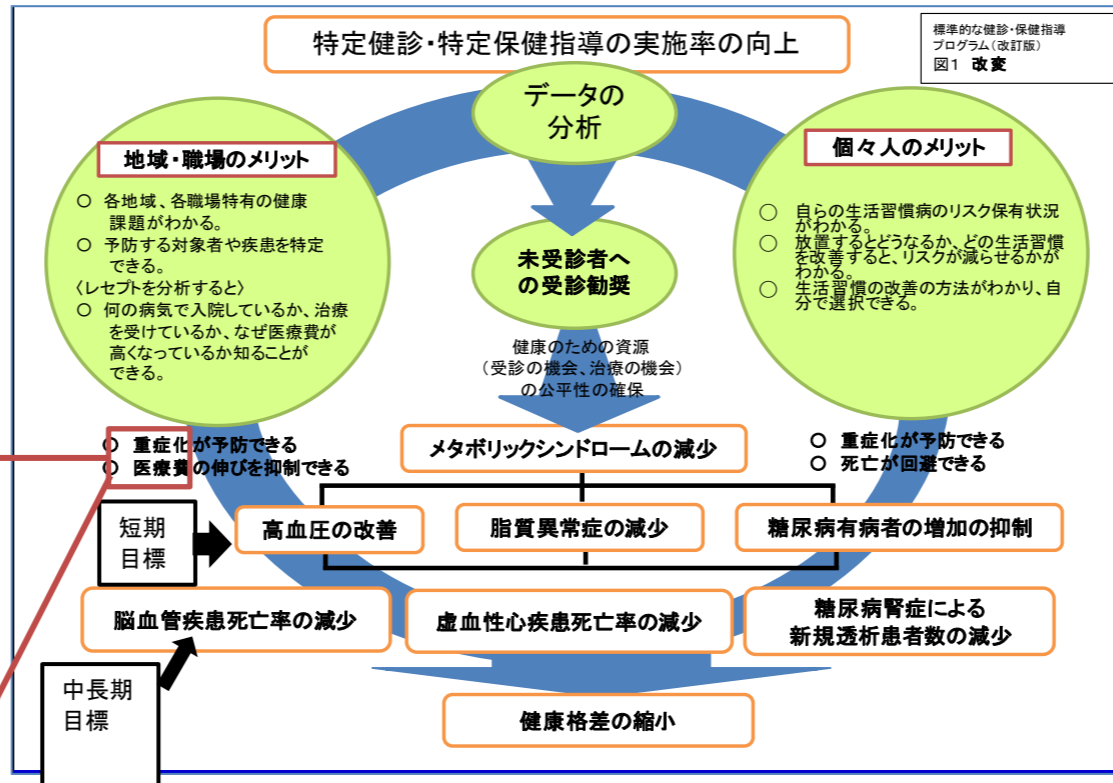 特定健診・特定保健指導の実施率の向上
標準的な健診・保健指導
プログラム（改訂版）
図1 改変
データの
分析
地域・職場のメリット
○ 各地域、各職場特有の健康
課題がわかる。
○ 予防する対象者や疾患を特定
できる。
〈レセプトを分析すると〉
○ 何の病気で入院しているか、治療
を受けているか、なぜ医療費が
高くなっているか知ることが
できる。
個々人のメリット
○ 自らの生活習慣病のリスク保有状況
がわかる。
○ 放置するとどうなるか、どの生活習慣
を改善すると、リスクが減らせるかが
わかる。
○ 生活習慣の改善の方法がわかり、自
分で選択できる。
未受診者へ
の受診勧奨
健康のための資源
（受診の機会、治療の機会）
の公平性の確保
○ 重症化が予防できる
○ 医療費の伸びを抑制できる
メタボリックシンドロームの減少
○ 重症化が予防できる
○ 死亡が回避できる
短期
目標
高血圧の改善
脂質異常症の減少
糖尿病有病者の増加の抑制
脳血管疾患死亡率の減少
虚血性心疾患死亡率の減少
糖尿病腎症による
新規透析患者数の減少
中長期
目標
健康格差の縮小